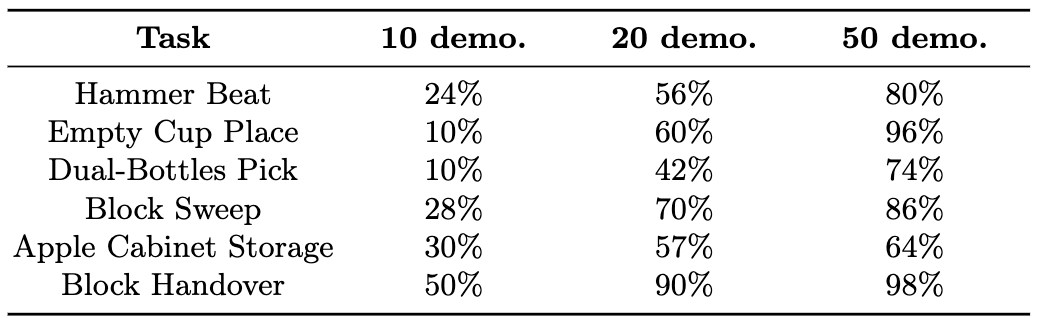 Task 10 demo. 20 demo. 50 demo.
Hammer Beat 24% 56% 80%
Empty Cup Place 10% 60% 96%
Dual-Bottles Pick 10% 42% 74%
Block Sweep 28% 70% 86%
Apple Cabinet Storage 30% 57% 64%
Block Handover 50% 90% 98%